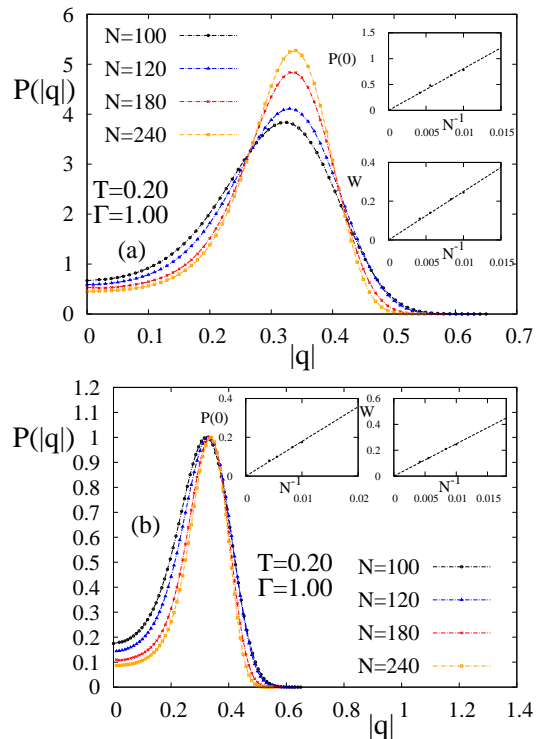 6
5
4
3
2
1
0
P(|q|)
N=100
N=120
N=180
N=240
T=0.20
Γ=1.00
(a)
0 0.1 0.2 0.3 0.4 0.5 0.6 0.7
|q|
P(0)
1.5
1
0.5
0
0.005 0.01 0.015
N⁻¹
W
0.4
0.2
0
0.005 0.01 0.015
N⁻¹
1.2
1.1
1
0.9
0.8
0.7
0.6
0.5
0.4
0.3
0.2
0.1
0
P(|q|)
(b)
P(0)
0.4
0.2
0
0.01 0.02
N⁻¹
W
0.6
0.4
0.2
0
0.005 0.01 0.015
N⁻¹
T=0.20
Γ=1.00
N=100
N=120
N=180
N=240
0 0.2 0.4 0.6 0.8 1 1.2 1.4
|q|